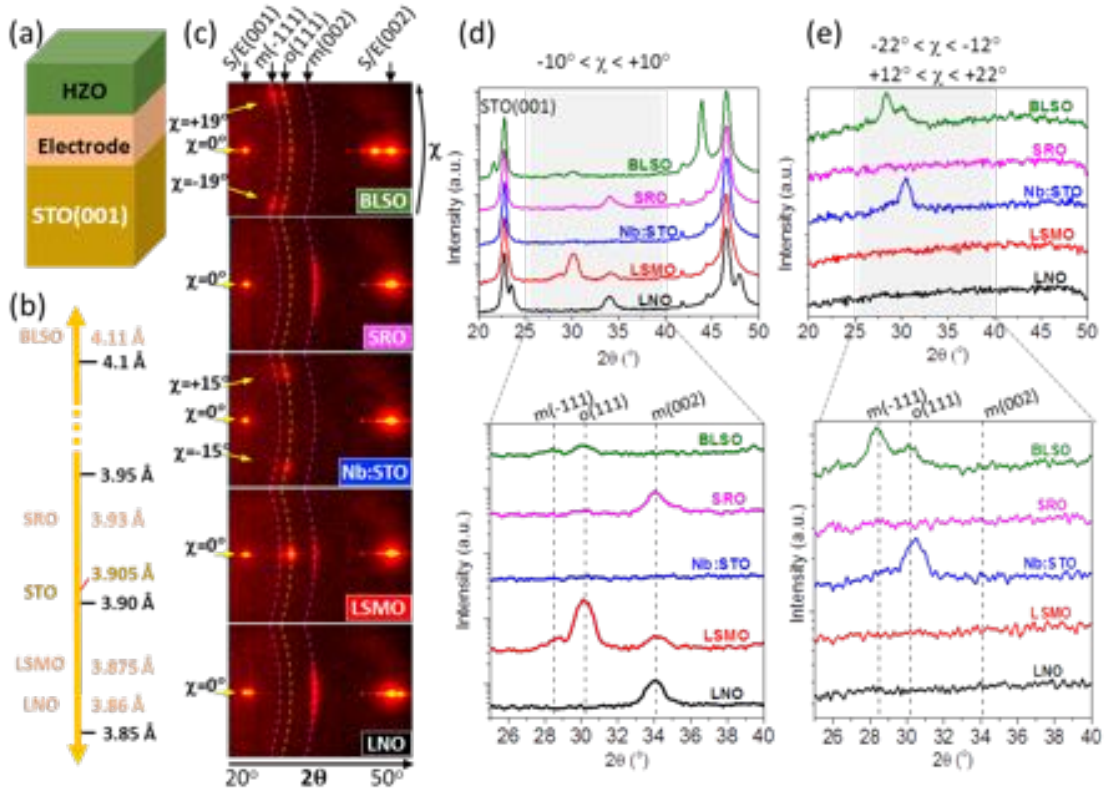 (a)
HZO
Electrode
STO(001)
(b)
BLSO 4.11 Å
4.1 Å
3.95 Å
SRO 3.93 Å
3.905 Å
STO
3.90 Å
LSMO 3.875 Å
LNO 3.86 Å
3.85 Å
(c)
S/E(001) m(-111) o(111) m(002) S/E(002)
χ=+19°
χ=0°
χ=-19°
χ
BLSO
χ=0°
SRO
χ=+15°
χ=0°
χ=-15°
Nb:STO
χ=0°
LSMO
χ=0°
LNO
20° 2θ 50°
(d)
-10° < χ < +10°
STO(001)
BLSO
SRO
Nb:STO
LSMO
LNO
Intensity (a.u.)
20 25 30 35 40 45 50
2θ (°)
m(-111) o(111) m(002)
BLSO
SRO
Nb:STO
LSMO
LNO
Intensity (a.u.)
26 28 30 32 34 36 38 40
2θ (°)
(e)
-22° < χ < -12°
+12° < χ < +22°
BLSO
SRO
Nb:STO
LSMO
LNO
Intensity (a.u.)
20 25 30 35 40 45 50
2θ (°)
m(-111) o(111) m(002)
BLSO
SRO
Nb:STO
LSMO
LNO
Intensity (a.u.)
26 28 30 32 34 36 38 40
2θ (°)